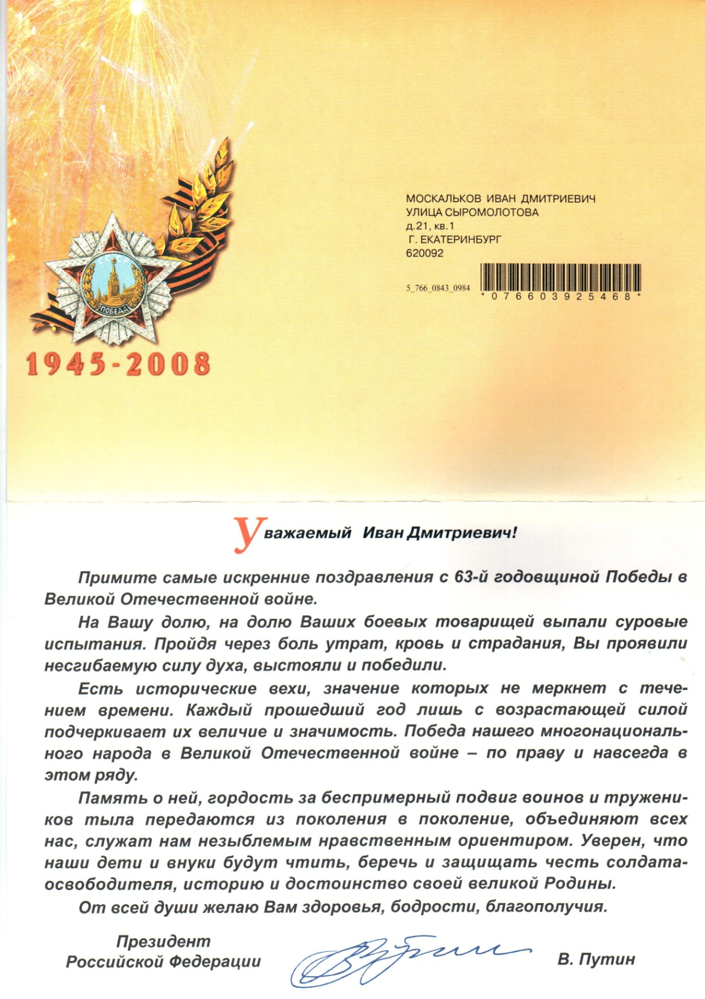 МОСКАЛЬКОВ ИВАН ДМИТРИЕВИЧ
УЛИЦА СЫРОМОЛОТОВА
д.21, кв.1
Г. ЕКАТЕРИНБУРГ
620092
5_766_0843_0984
*076603925468*
СССР
ПОБЕДА
1945-2008
Уважаемый Иван Дмитриевич!
Примите самые искренние поздравления с 63-й годовщиной Победы в
Великой Отечественной войне.
На Вашу долю, на долю Ваших боевых товарищей выпали суровые
испытания. Пройдя через боль утрат, кровь и страдания, Вы проявили
несгибаемую силу духа, выстояли и победили.
Есть исторические вехи, значение которых не меркнет с тече-
нием времени. Каждый прошедший год лишь с возрастающей силой
подчеркивает их величие и значимость. Победа нашего многонациональ-
ного народа в Великой Отечественной войне – по праву и навсегда в
этом ряду.
Память о ней, гордость за беспримерный подвиг воинов и тружени-
ков тыла передаются из поколения в поколение, объединяют всех
нас, служат нам незыблемым нравственным ориентиром. Уверен, что
наши дети и внуки будут чтить, беречь и защищать честь солдата-
освободителя, историю и достоинство своей великой Родины.
От всей души желаю Вам здоровья, бодрости, благополучия.
Президент
Российской Федерации
В. Путин